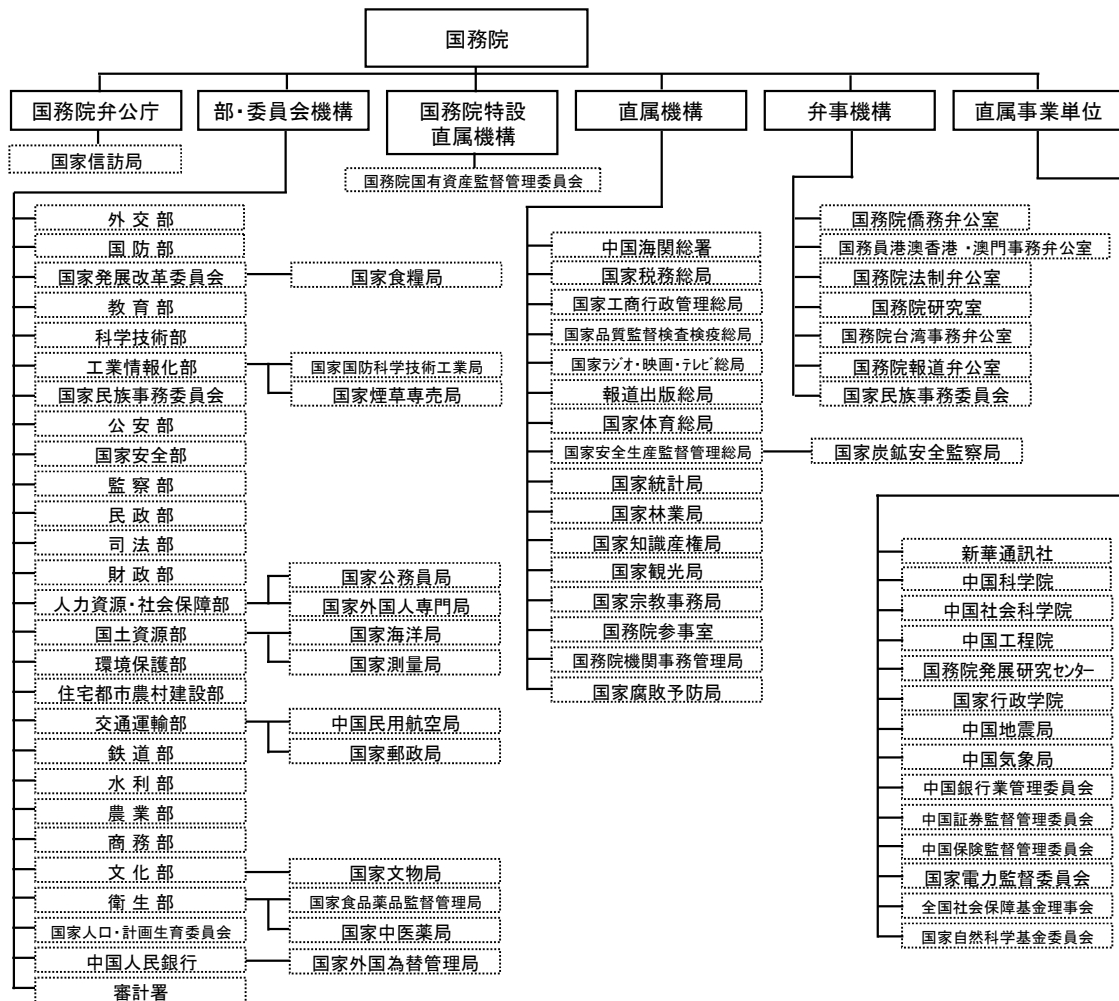 国務院
国務院弁公庁
部・委員会機構
国務院特設
直属機構
直属機構
弁事機構
直属事業単位
国家信訪局
国務院国有資産監督管理委員会
外交部
国防部
国家発展改革委員会
国家食糧局
教育部
科学技術部
工業情報化部
国家国防科学技術工業局
国家民族事務委員会
国家煙草専売局
公安部
国家安全部
監察部
民政部
司法部
財政部
国家公務員局
人力資源・社会保障部
国家外国人専門局
国土資源部
国家海洋局
環境保護部
国家測量局
住宅都市農村建設部
交通運輸部
中国民用航空局
鉄道部
国家郵政局
水利部
農業部
商務部
文化部
国家文物局
衛生部
国家食品薬品監督管理局
国家人口・計画生育委員会
国家中医薬局
中国人民銀行
国家外国為替管理局
審計署
中国海関総署
国家税務総局
国家工商行政管理総局
国家品質監督検査検疫総局
国家ラジオ・映画・テレビ総局
報道出版総局
国家体育総局
国家安全生産監督管理総局
国家炭鉱安全監察局
国家統計局
国家林業局
国家知識産権局
国家観光局
国家宗教事務局
国務院参事室
国務院機関事務管理局
国家腐敗予防局
国務院僑務弁公室
国務員港澳香港・澳門事務弁公室
国務院法制弁公室
国務院研究室
国務院台湾事務弁公室
国務院報道弁公室
国家民族事務委員会
新華通訊社
中国科学院
中国社会科学院
中国工程院
国務院発展研究センター
国家行政学院
中国地震局
中国気象局
中国銀行業管理委員会
中国証券監督管理委員会
中国保険監督管理委員会
国家電力監督委員会
全国社会保障基金理事会
国家自然科学基金委員会